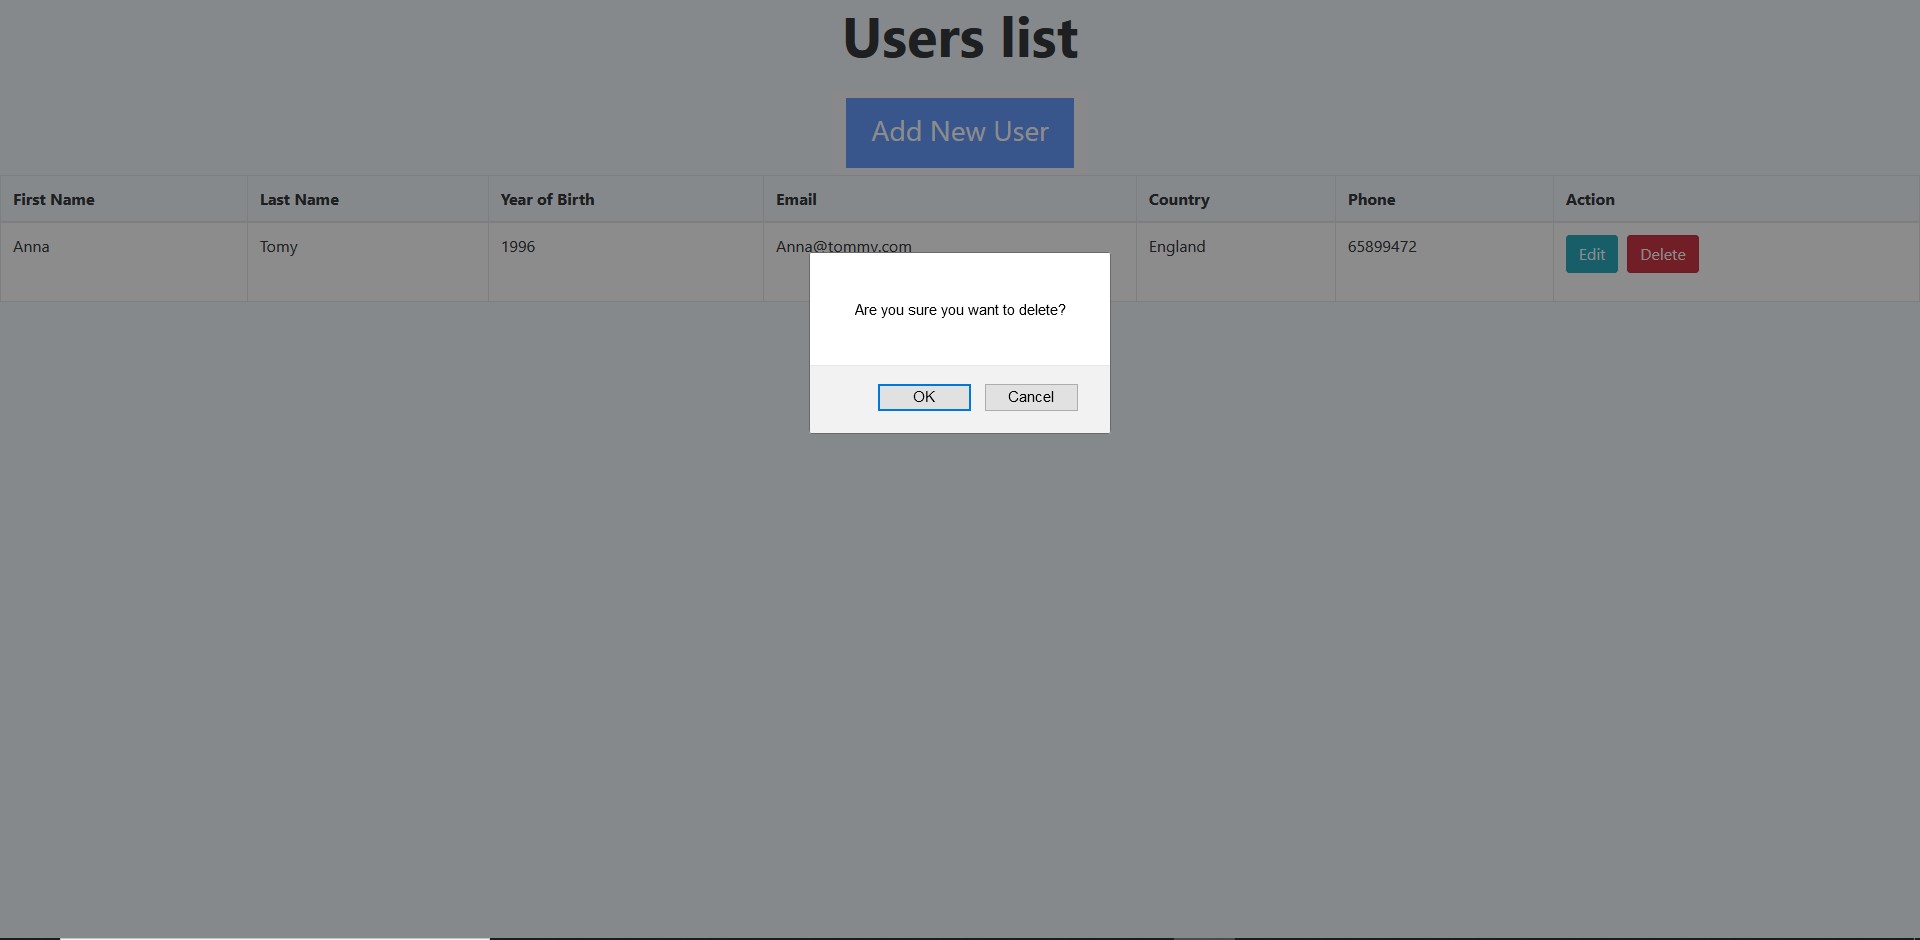 Users list
Add New User
First Name Last Name Year of Birth Email Country Phone Action
Anna Tomy 1996 Anna@tommy.com England 65899472 Edit Delete
Are you sure you want to delete?
OK Cancel